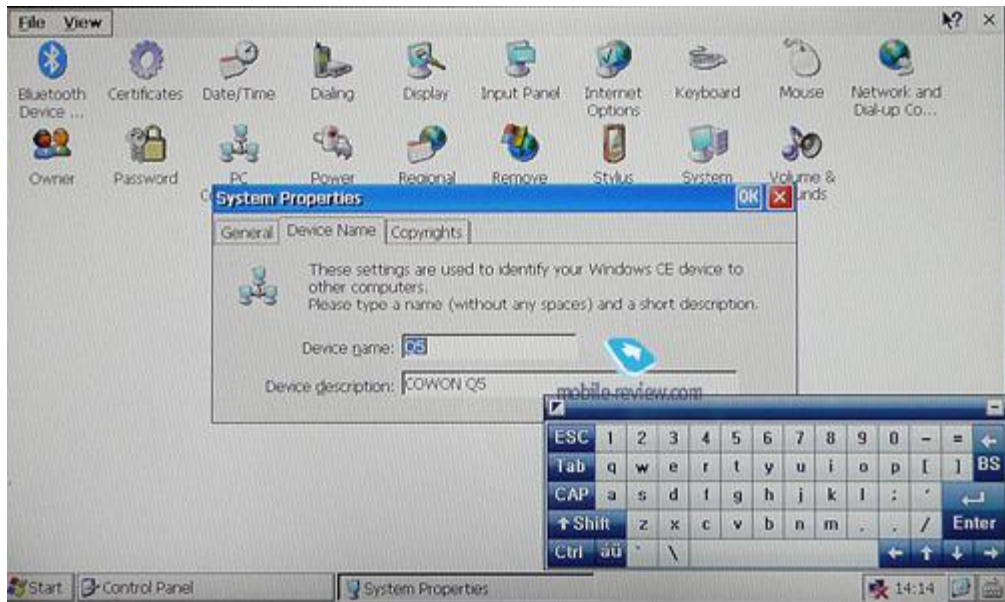 File View
Bluetooth Certificates Date/Time Dialing Display Input Panel Internet Keyboard Mouse Network and
Device ... Options Dial-up Co...
Owner Password PC Power Regional Remove Stylus System Volume &
System Properties OK
General Device Name Copyrights
These settings are used to identify your Windows CE device to
other computers.
Please type a name (without any spaces) and a short description.
Device name: Q5
Device description: COWON Q5
mobile-review.com
ESC 1 2 3 4 5 6 7 8 9 0 - =
Tab q w e r t y u i o p [ ] BS
CAP a s d f g h j k l ; '
Shift z x c v b n m , . / Enter
Ctrl áü ` \
Start Control Panel System Properties 14:14